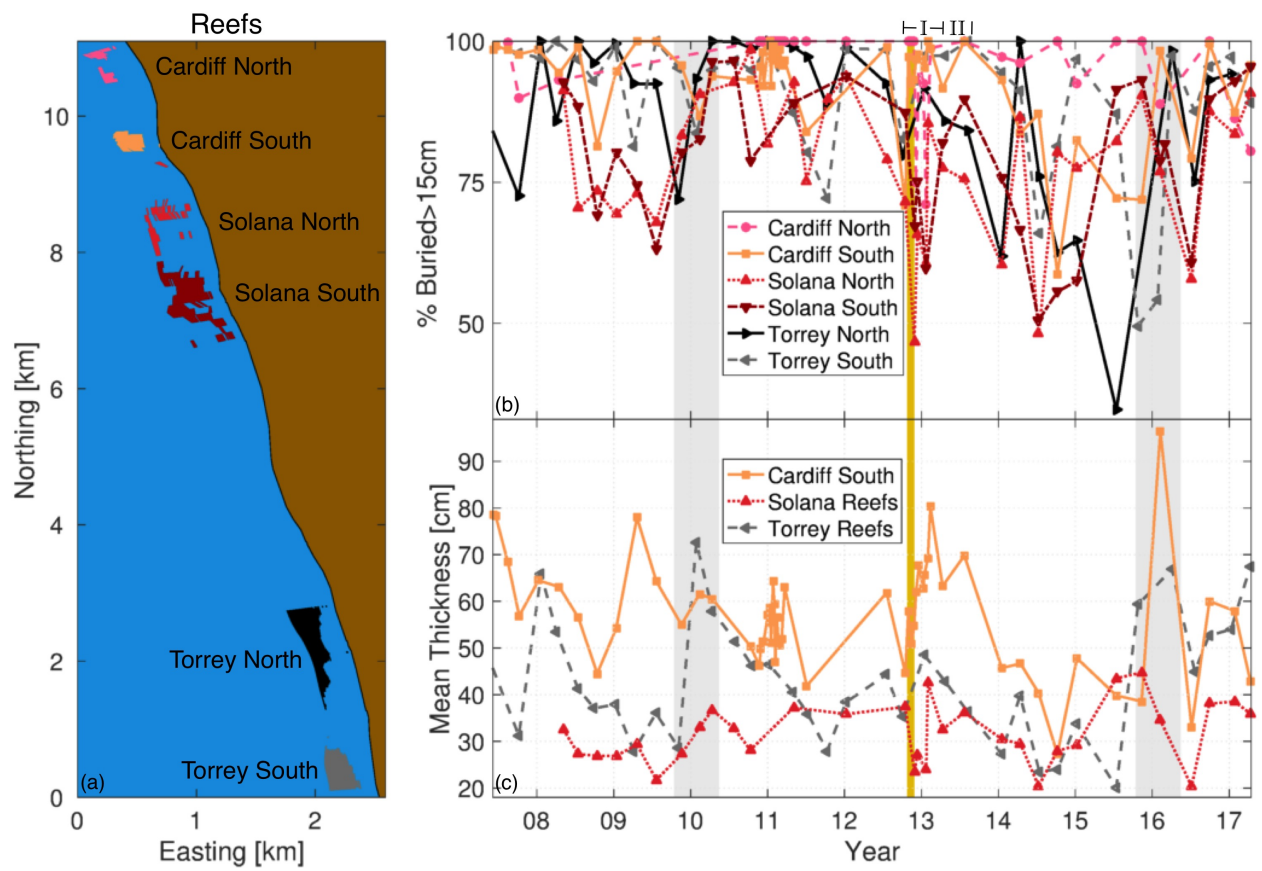 Reefs
Cardiff North
Cardiff South
Solana North
Solana South
Torrey North
Torrey South
(a)
10
8
6
4
2
0
Northing [km]
0 1 2
Easting [km]
I II
100
75
50
% Buried>15cm
Cardiff North
Cardiff South
Solana North
Solana South
Torrey North
Torrey South
(b)
90
80
70
60
50
40
30
20
Mean Thickness [cm]
Cardiff South
Solana Reefs
Torrey Reefs
(c)
08 09 10 11 12 13 14 15 16 17
Year